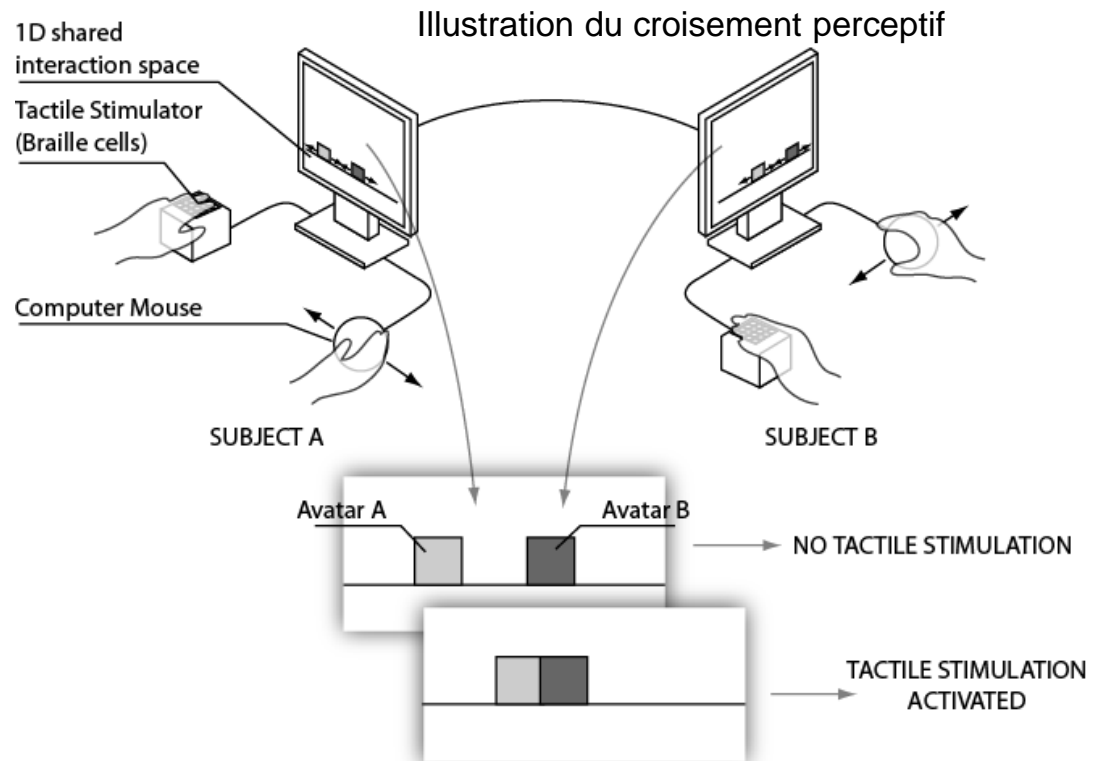 Illustration du croisement perceptif
1D shared
interaction space
Tactile Stimulator
(Braille cells)
Computer Mouse
SUBJECT A
SUBJECT B
Avatar A
Avatar B
NO TACTILE STIMULATION
TACTILE STIMULATION
ACTIVATED